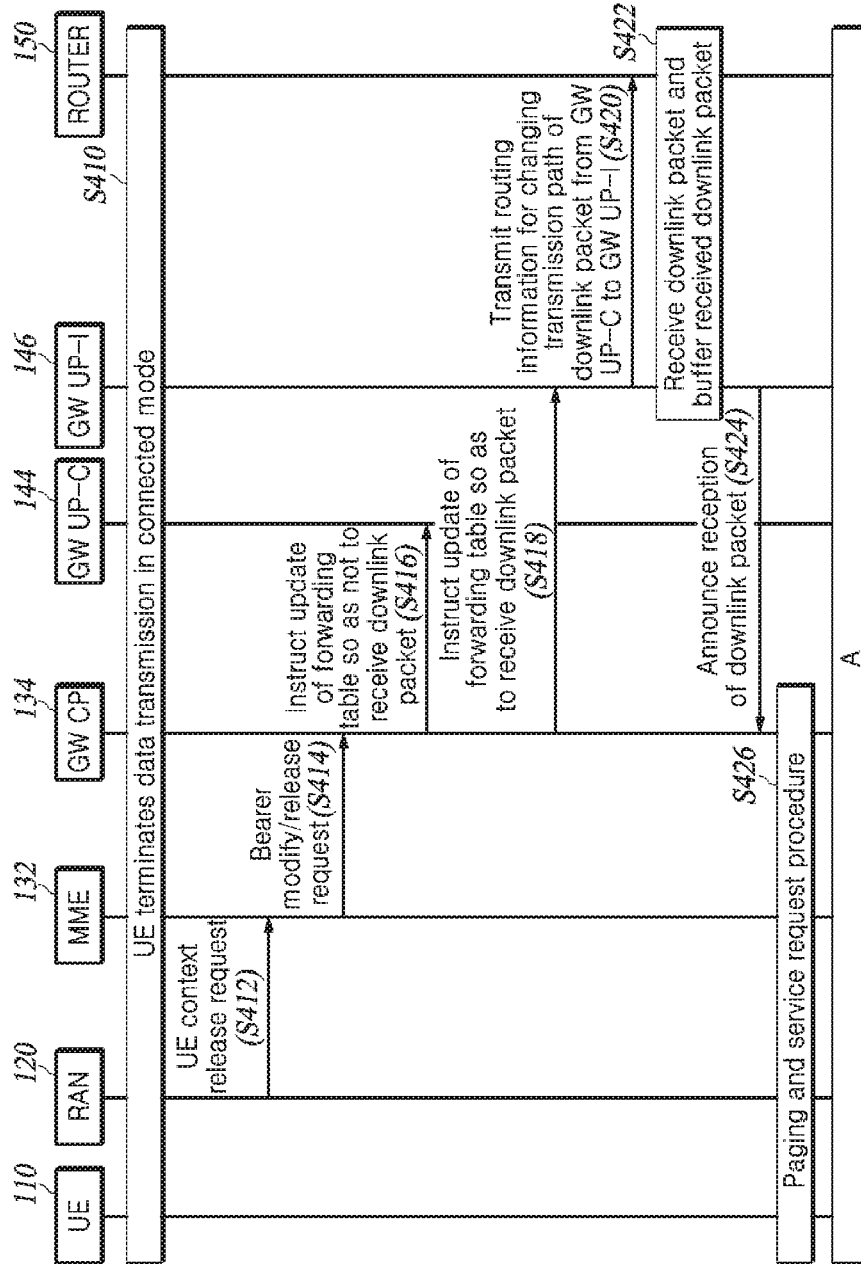 110
120
132
134
144
146
150
UE
RAN
MME
GW CP
GW UP-C
GW UP-I
ROUTER
S410
UE terminates data transmission in connected mode
UE context
release request
(S412)
Bearer
modify/release
request (S414)
Instruct update
of forwarding
table so as not to
receive downlink
packet (S416)
Instruct update of
forwarding table so as
to receive downlink packet
(S418)
Transmit routing
information for changing
transmission path of
downlink packet from GW
UP-C to GW UP-I (S420)
S422
Receive downlink packet and
buffer received downlink packet
Announce reception
of downlink packet (S424)
S426
Paging and service request procedure
A